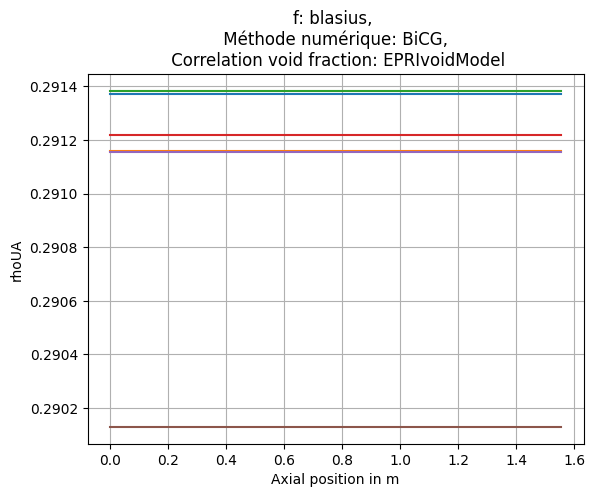 f: blasius,
Méthode numérique: BiCG,
Correlation void fraction: EPRIvoidModel
0.2914
0.2912
0.2910
0.2908
0.2906
0.2904
0.2902
rhoUA
0.0 0.2 0.4 0.6 0.8 1.0 1.2 1.4 1.6
Axial position in m